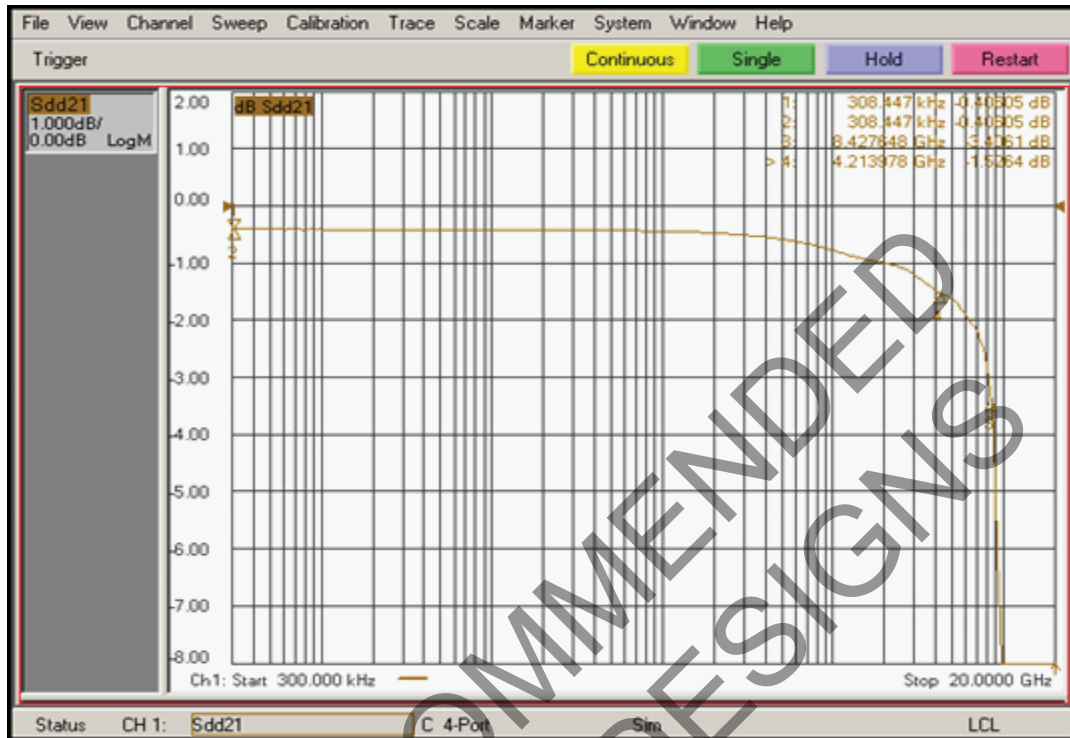 File View Channel Sweep Calibration Trace Scale Marker System Window Help
Trigger
Continuous Single Hold Restart
Sdd21
1.000dB/
0.00dB LogM
dB Sdd21
1: 308.447 kHz -0.40605 dB
2: 308.447 kHz -0.40605 dB
3: 8.427648 GHz -3.4061 dB
> 4: 4.213978 GHz -1.5264 dB
2.00
1.00
0.00
-1.00
-2.00
-3.00
-4.00
-5.00
-6.00
-7.00
-8.00
Ch1: Start 300.000 kHz
Stop 20.0000 GHz
Status CH 1: Sdd21 C 4-Port Sim LCL
OMMENDED
ESIGNS